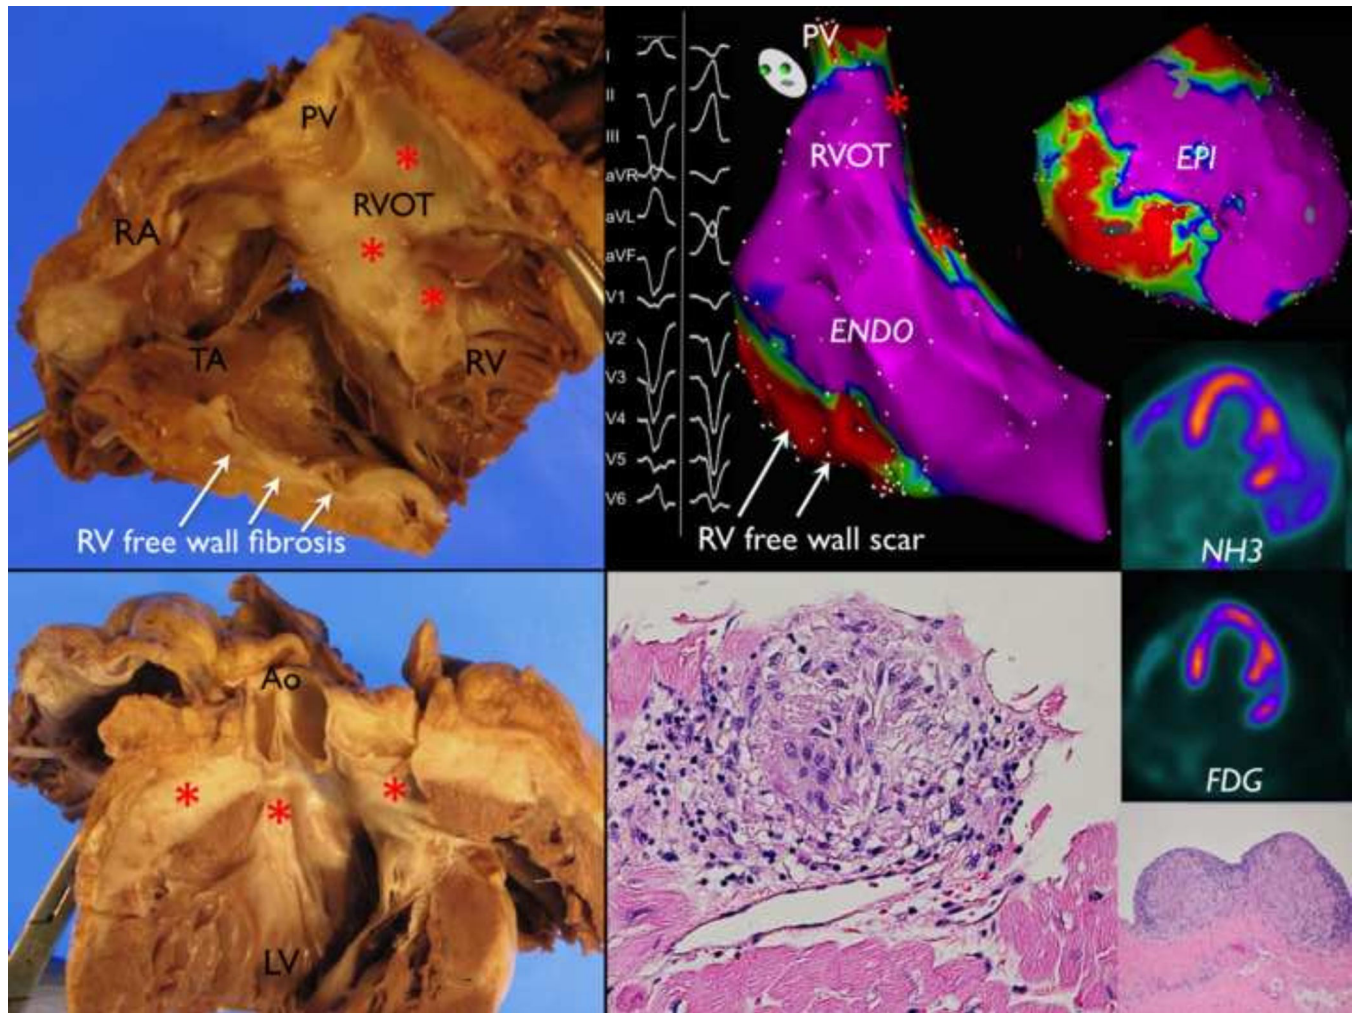 PV
*
RVOT
RA
*
*
TA
RV
RV free wall fibrosis
I
II
III
aVR
aVL
aVF
V1
V2
V3
V4
V5
V6
PV
*
RVOT
*
ENDO
RV free wall scar
EPI
NH3
FDG
Ao
*
*
*
LV